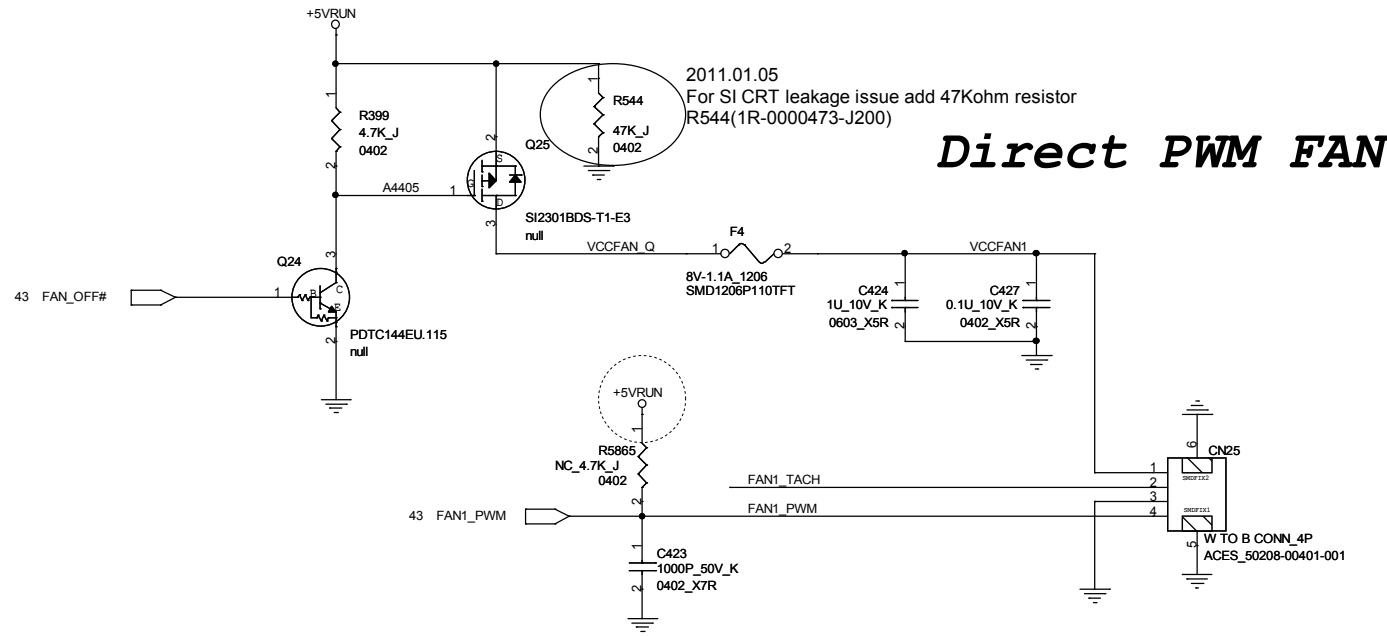 +5VRUN
2011.01.05
For SI CRT leakage issue add 47Kohm resistor
R544(1R-0000473-J200)
Direct PWM FAN
1
R399
4.7K_J
0402
2
1
R544
47K_J
0402
2
2
Q25
S
G
D
A4405
1
3
SI2301BDS-T1-E3
null
VCCFAN_Q
F4
1
2
8V-1.1A_1206
SMD1206P110TFT
VCCFAN1
1
C424
1U_10V_K
0603_X5R
2
1
C427
0.1U_10V_K
0402_X5R
2
Q24
3
43 FAN_OFF#
1
B
C
E
2
PDTC144EU.115
null
+5VRUN
1
R5865
NC_4.7K_J
0402
2
43 FAN1_PWM
FAN1_TACH
FAN1_PWM
1
C423
1000P_50V_K
0402_X7R
2
6
CN25
1
2
3
4
SMDFIX2
SMDFIX1
5
W TO B CONN_4P
ACES_50208-00401-001